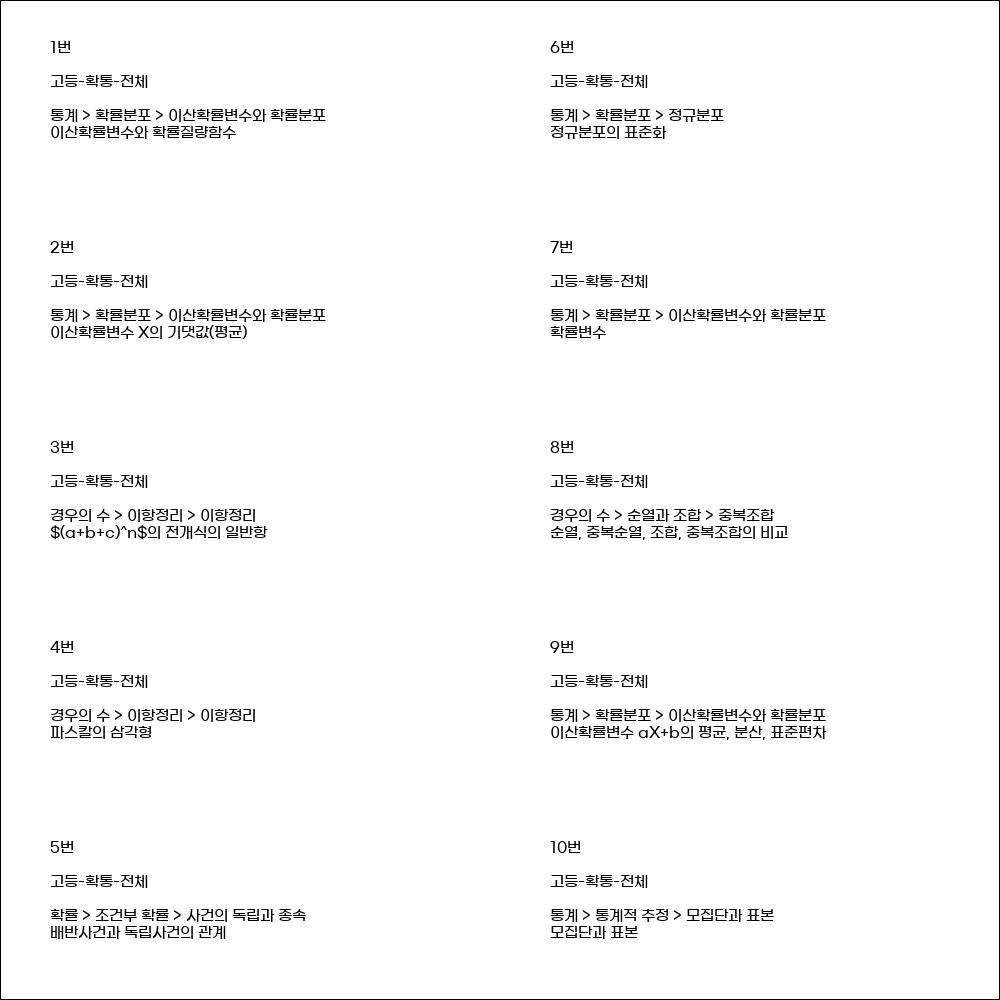 1번
고등-확통-전체
통계 > 확률분포 > 이산확률변수와 확률분포
이산확률변수와 확률질량함수
2번
고등-확통-전체
통계 > 확률분포 > 이산확률변수와 확률분포
이산확률변수 X의 기댓값(평균)
3번
고등-확통-전체
경우의 수 > 이항정리 > 이항정리
$(a+b+c)^n$의 전개식의 일반항
4번
고등-확통-전체
경우의 수 > 이항정리 > 이항정리
파스칼의 삼각형
5번
고등-확통-전체
확률 > 조건부 확률 > 사건의 독립과 종속
배반사건과 독립사건의 관계
6번
고등-확통-전체
통계 > 확률분포 > 정규분포
정규분포의 표준화
7번
고등-확통-전체
통계 > 확률분포 > 이산확률변수와 확률분포
확률변수
8번
고등-확통-전체
경우의 수 > 순열과 조합 > 중복조합
순열, 중복순열, 조합, 중복조합의 비교
9번
고등-확통-전체
통계 > 확률분포 > 이산확률변수와 확률분포
이산확률변수 aX+b의 평균, 분산, 표준편차
10번
고등-확통-전체
통계 > 통계적 추정 > 모집단과 표본
모집단과 표본